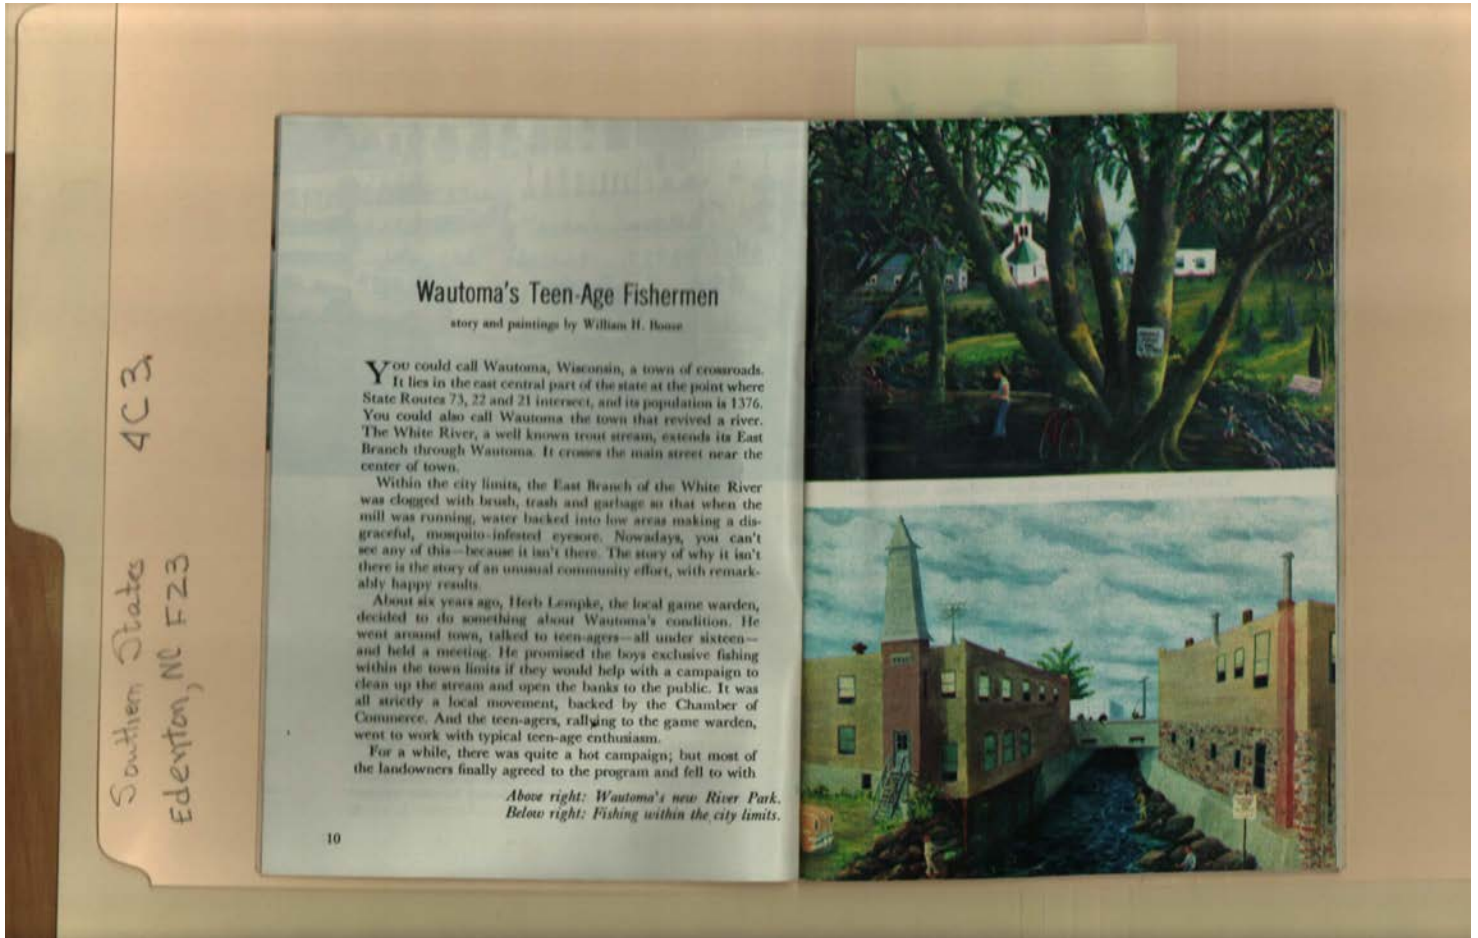 Southern States 4C3.
Edenton, NC F23
Wautoma's Teen-Age Fishermen
story and paintings by William H.
You could call Wautoma, Wisconsin, a town of crossroads.
It lies in the east central part of the state at the point where
State Routes 73, 22 and 21 intersect, and its population is 1376.
You could also call Wautoma the town that revived a river.
The White River, a well known trout stream, extends its East
Branch through Wautoma. It crosses the main street near the
center of town.
Within the city limits, the East Branch of the White River
was clogged with brush, trash and garbage so that when the
mill was running, water backed into low areas making a dis-
graceful, mosquito-infested eyesore. Nowadays, you can't
see any of this—because it isn't there. The story of why it isn't
there is the story of an unusual community effort, with remark-
ably happy results.
About six years ago, Herb Lempke, the local game warden,
decided to do something about Wautoma's condition. He
went around town, talked to teen-agers—all under sixteen—
and held a meeting. He promised the boys exclusive fishing
within the town limits if they would help with a campaign to
clean up the stream and open the banks to the public. It was
all strictly a local movement, backed by the Chamber of
Commerce. And the teen-agers, rallying to the game warden,
went to work with typical teen-age enthusiasm.
For a while, there was quite a hot campaign; but most of
the landowners finally agreed to the program and fell to with
Above right: Wautoma's new River Park.
Below right: Fishing within the city limits.
10